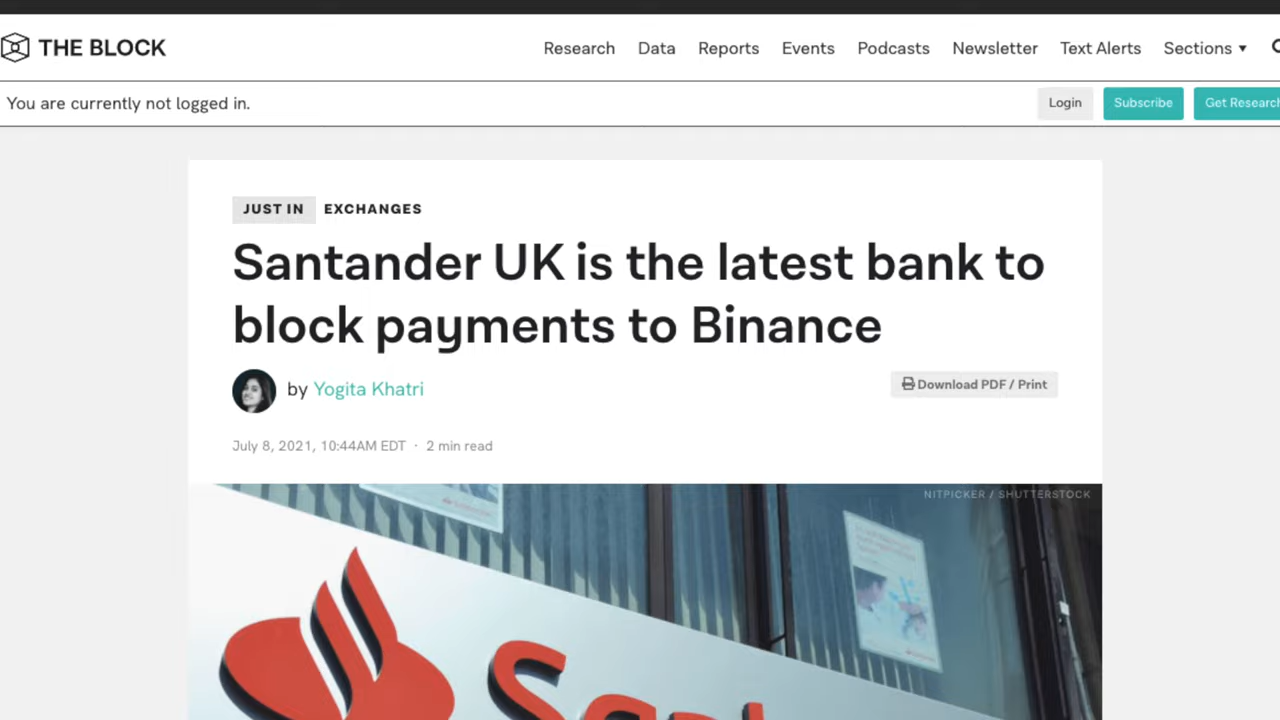 THE BLOCK
Research Data Reports Events Podcasts Newsletter Text Alerts Sections ▼
You are currently not logged in.
Login Subscribe Get Research
JUST IN EXCHANGES
Santander UK is the latest bank to
block payments to Binance
by Yogita Khatri
Download PDF / Print
July 8, 2021, 10:44AM EDT · 2 min read
NITPICKER / SHUTTERSTOCK